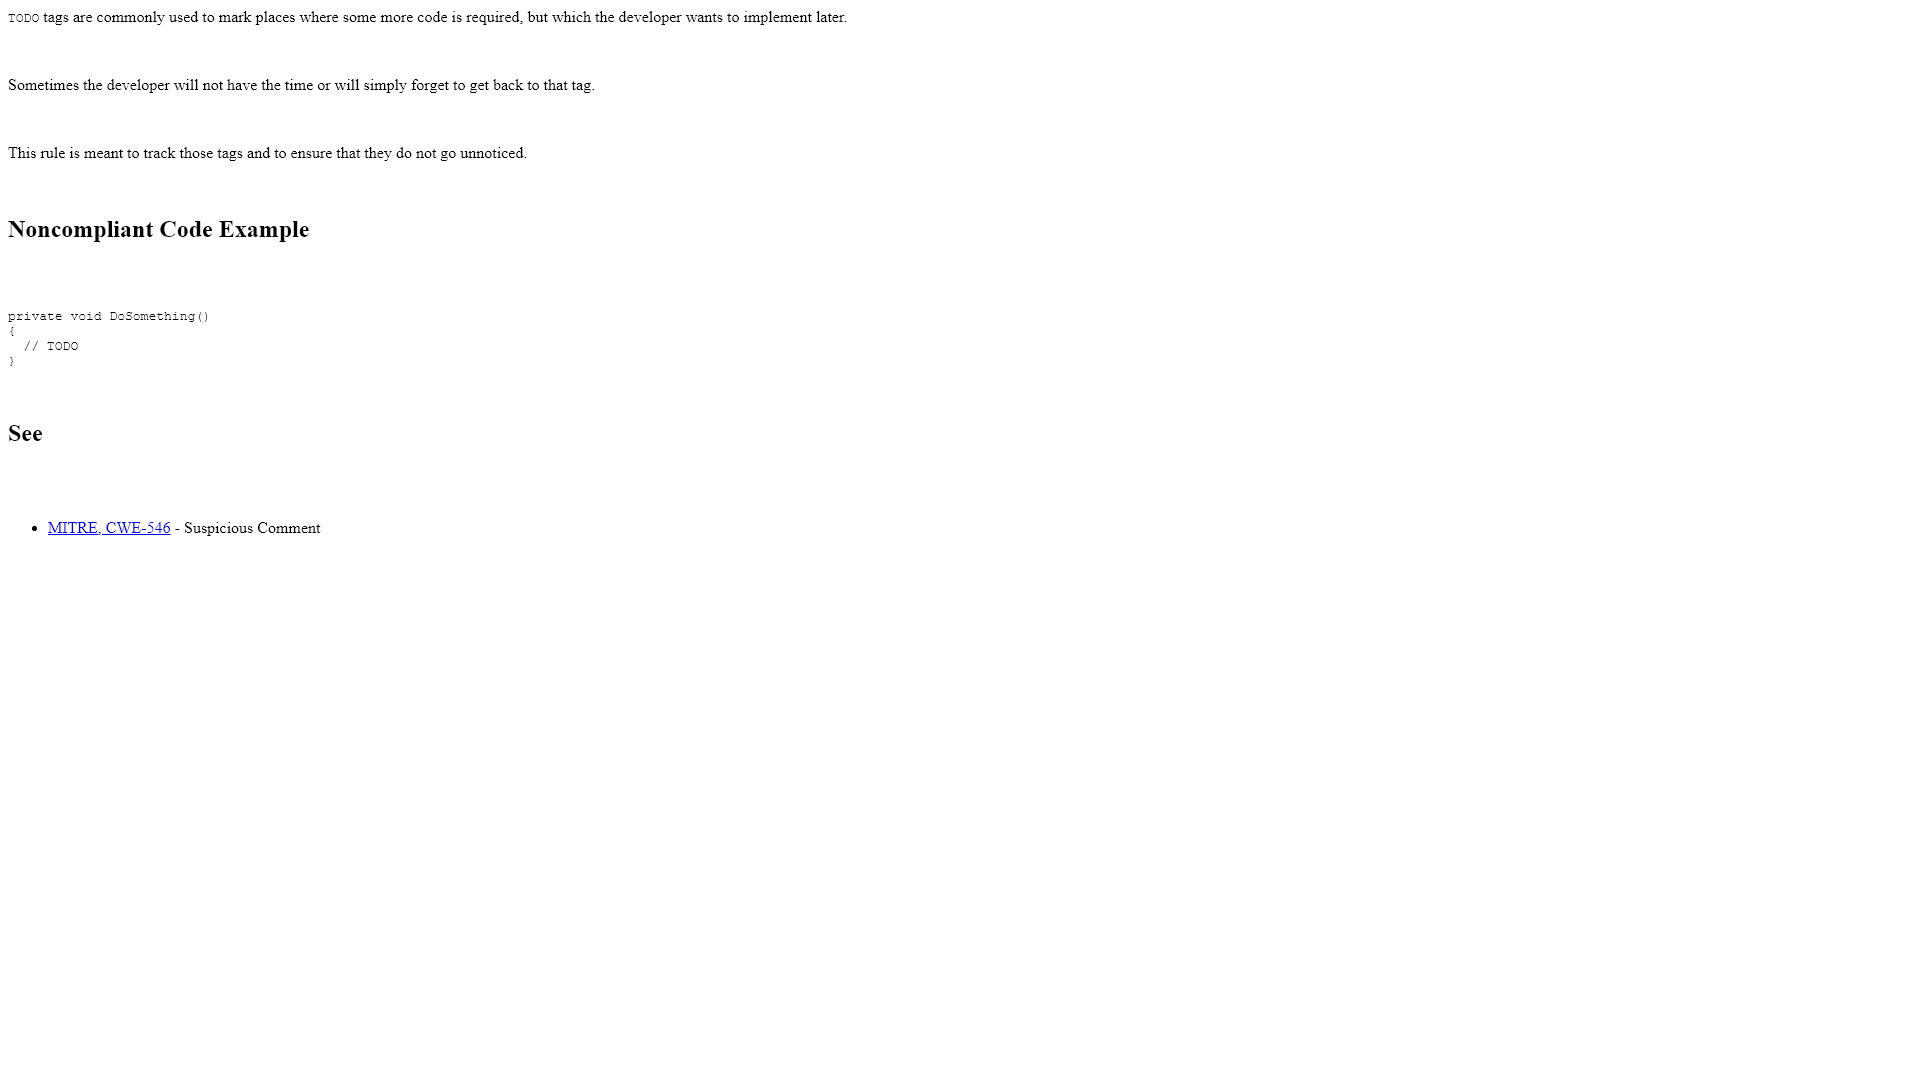 TODO tags are commonly used to mark places where some more code is required, but which the developer wants to implement later.
Sometimes the developer will not have the time or will simply forget to get back to that tag.
This rule is meant to track those tags and to ensure that they do not go unnoticed.
Noncompliant Code Example
private void DoSomething()
{
  // TODO
}
See
• MITRE, CWE-546 - Suspicious Comment